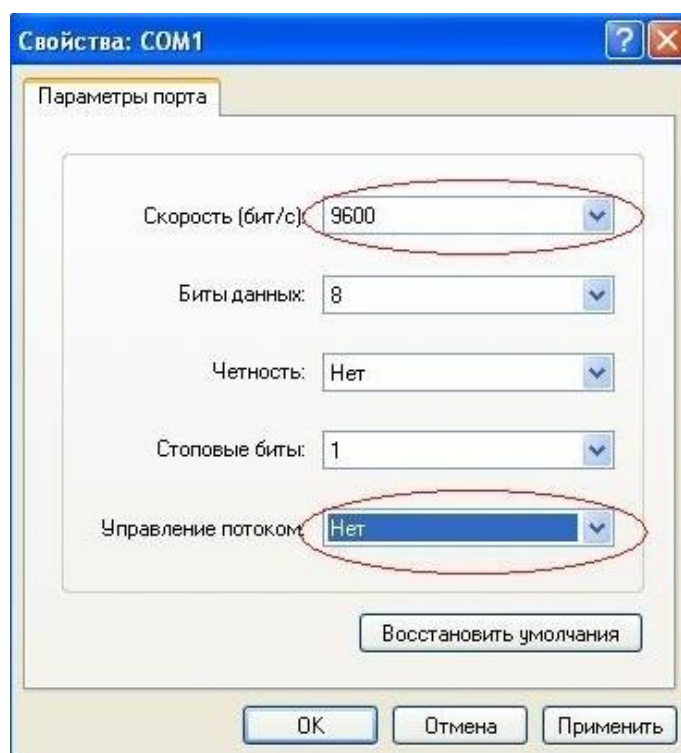 Свойства: COM1
Параметры порта
Скорость (бит/с): 9600
Биты данных: 8
Четность: Нет
Стоповые биты: 1
Управление потоком: Нет
Восстановить умолчания
OK Отмена Применить